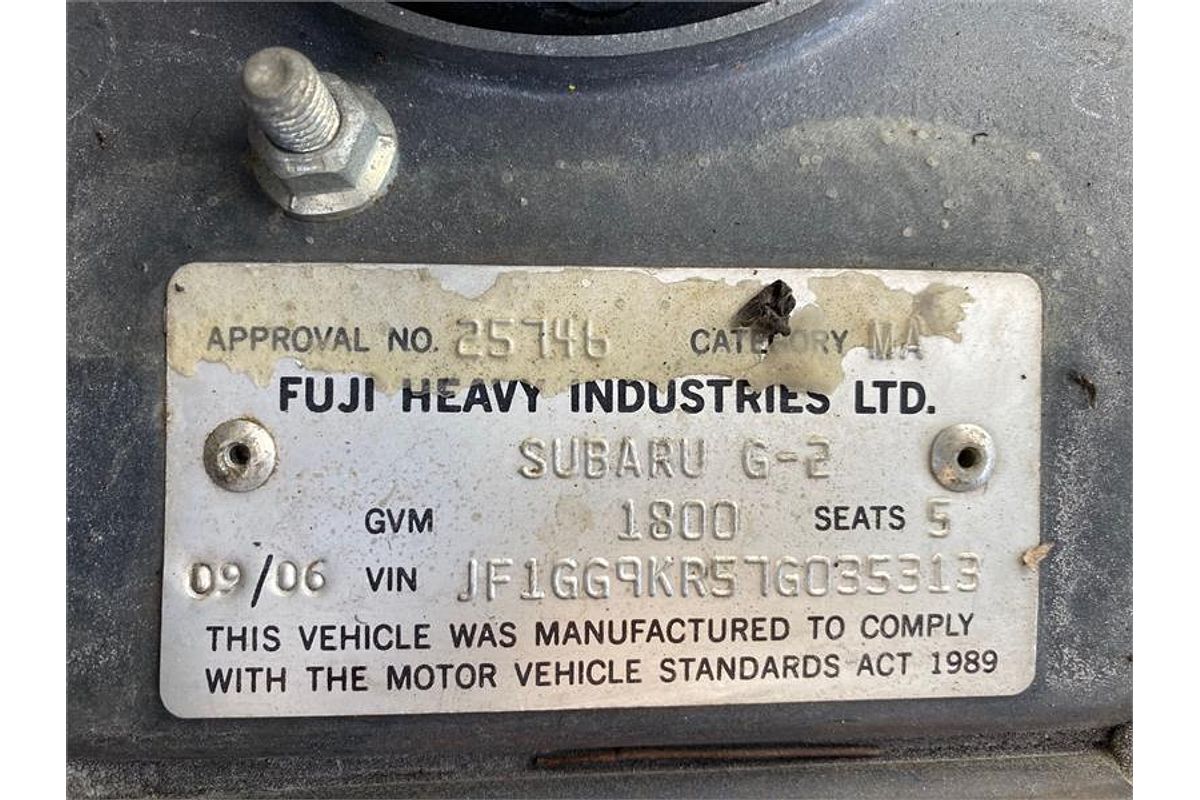 APPROVAL NO. 25746 CATEGORY MA
FUJI HEAVY INDUSTRIES LTD.
SUBARU G-2
GVM 1800 SEATS 5
09/06 VIN JF1GG9KR57G035313
THIS VEHICLE WAS MANUFACTURED TO COMPLY
WITH THE MOTOR VEHICLE STANDARDS ACT 1989